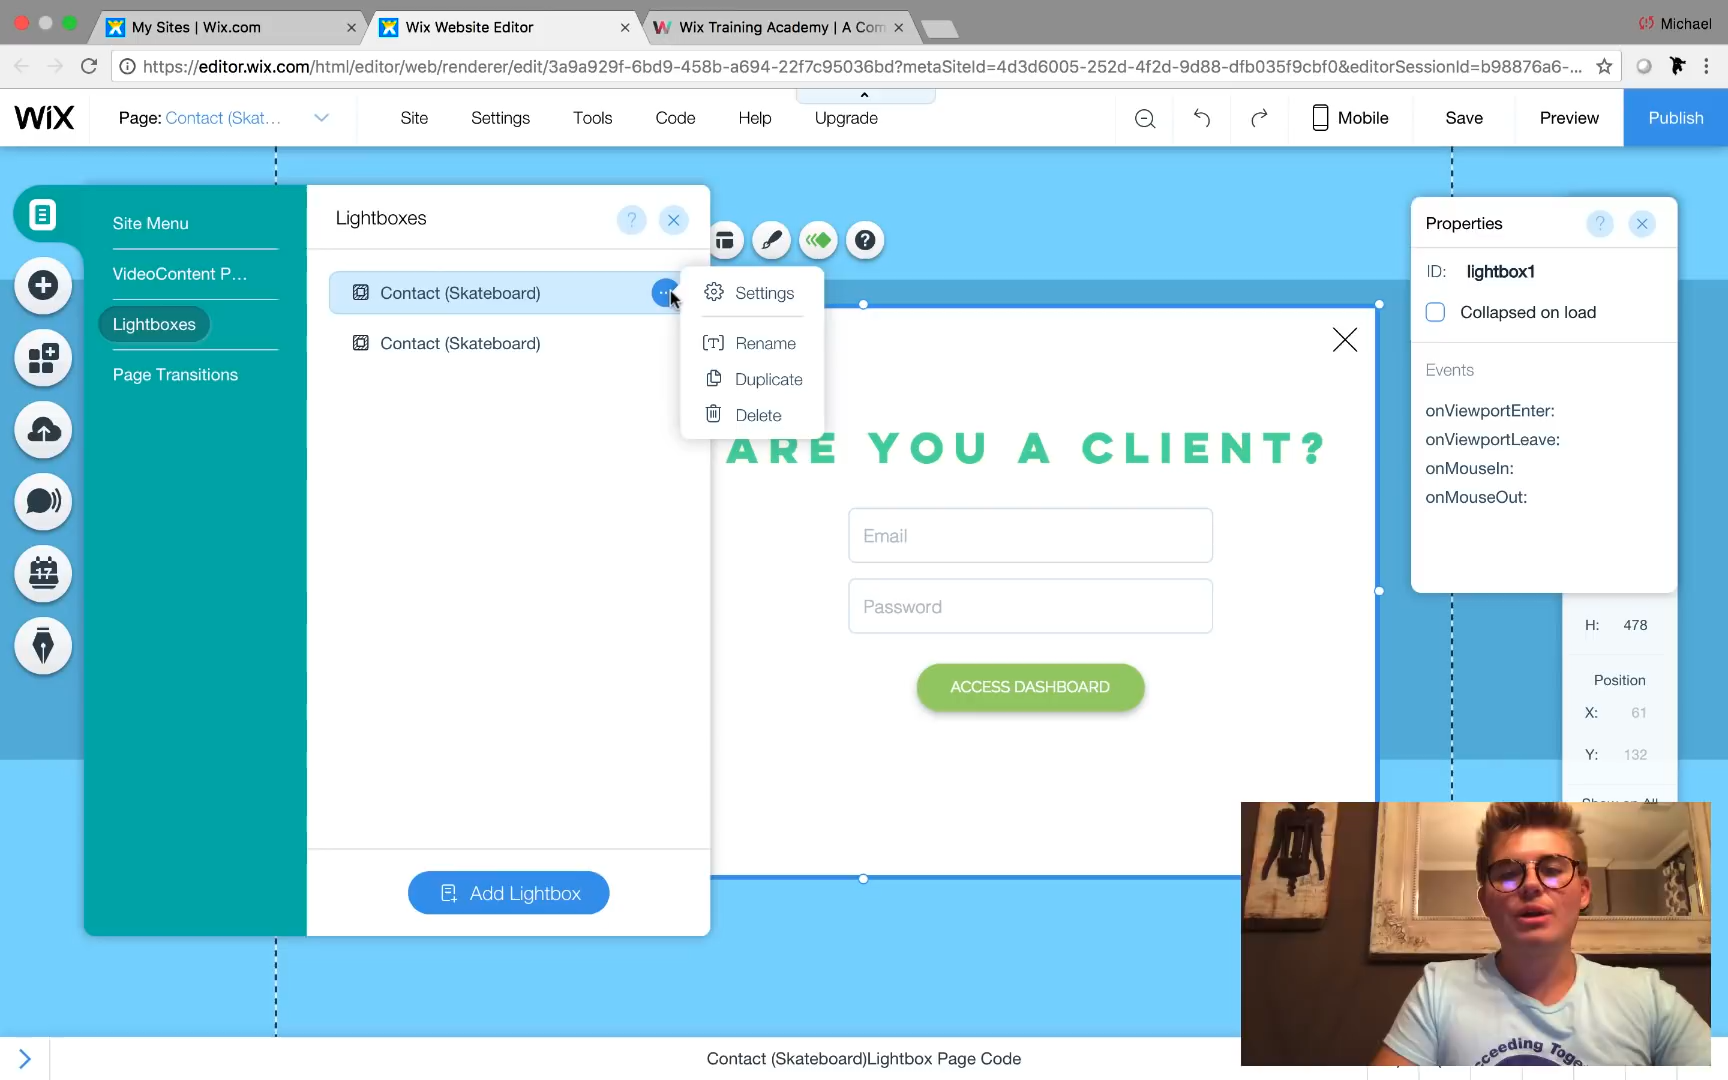 My Sites | Wix.com
Wix Website Editor
Wix Training Academy | A Com
Michael
https://editor.wix.com/html/editor/web/renderer/edit/3a9a929f-6bd9-458b-a694-22f7c95036bd?metaSiteId=4d3d6005-252d-4f2d-9d88-dfb035f9cbf0&editorSessionId=b98876a6-...
WiX
Page: Contact (Skat...
Site
Settings
Tools
Code
Help
Upgrade
Mobile
Save
Preview
Publish
Site Menu
VideoContent P...
Lightboxes
Page Transitions
Lightboxes
?
Contact (Skateboard)
Contact (Skateboard)
Add Lightbox
?
Settings
Rename
Duplicate
Delete
ARE YOU A CLIENT?
Email
Password
ACCESS DASHBOARD
Properties
?
ID: lightbox1
Collapsed on load
Events
onViewportEnter:
onViewportLeave:
onMouseIn:
onMouseOut:
H: 478
Position
X: 61
Y: 132
17
Contact (Skateboard)Lightbox Page Code